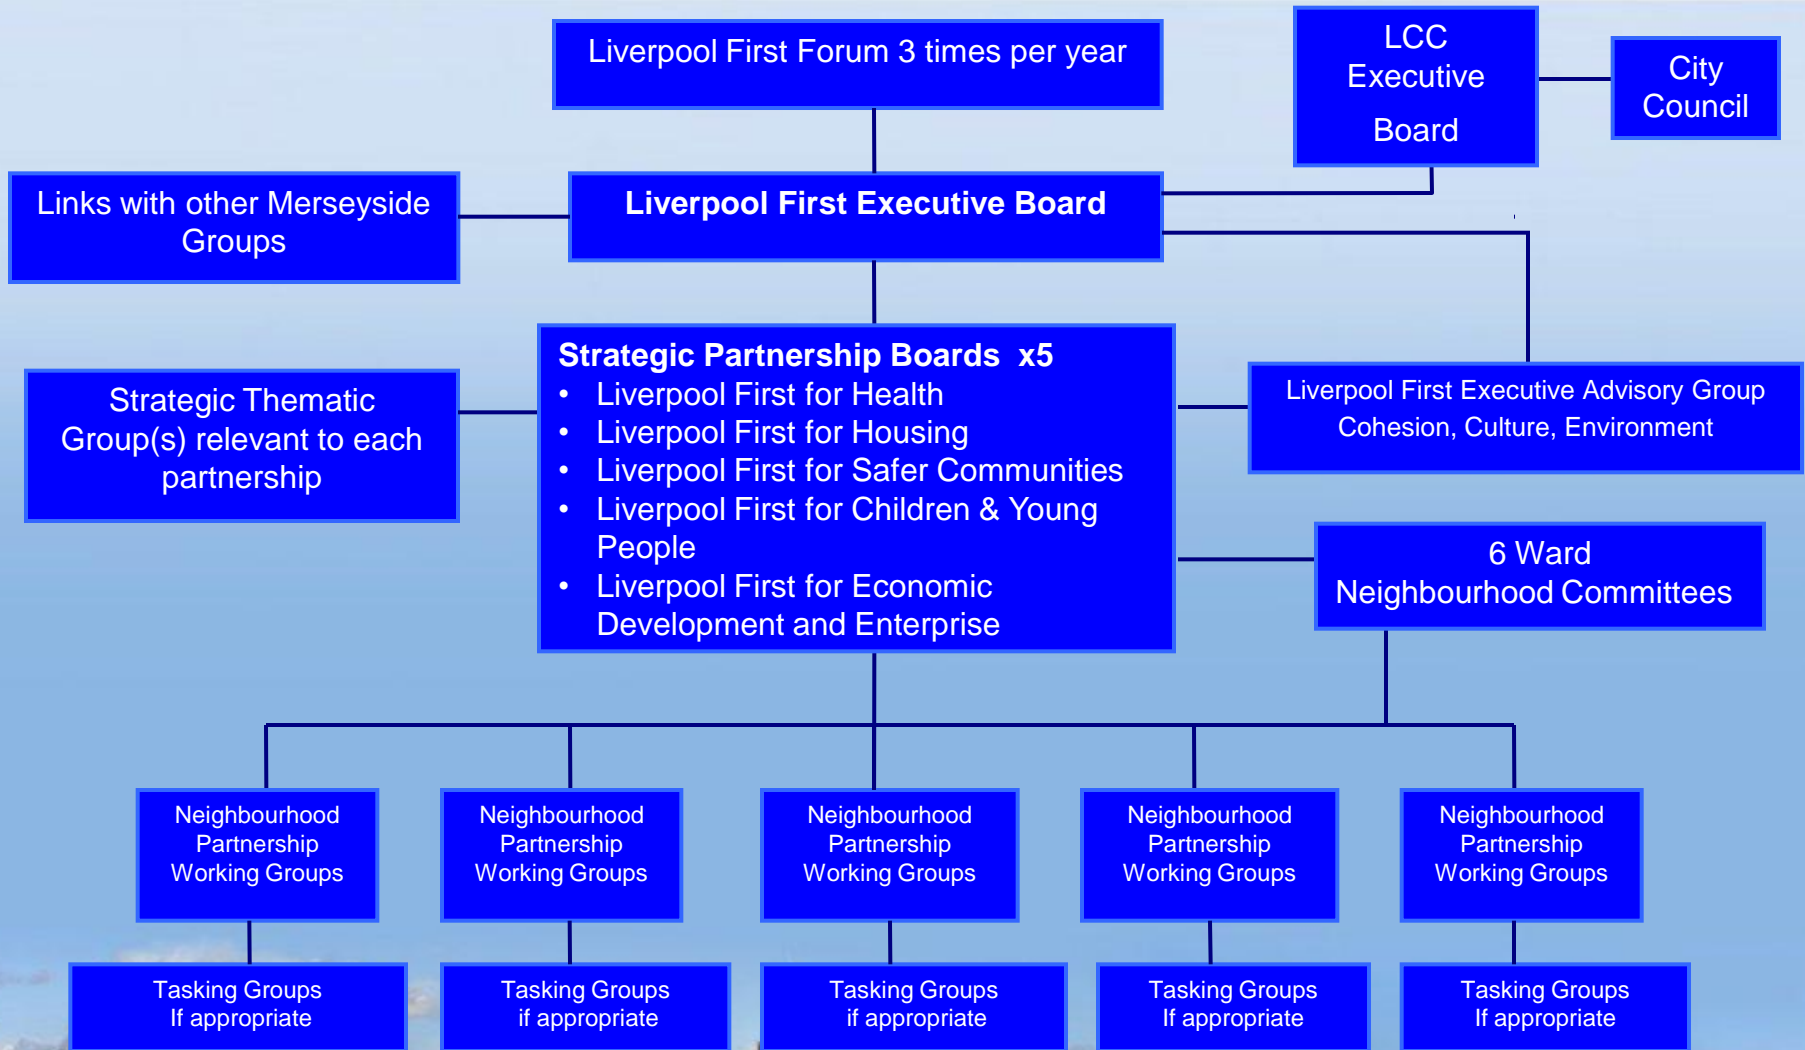 Liverpool First Forum 3 times per year
LCC
Executive
Board
City
Council
Links with other Merseyside
Groups
Liverpool First Executive Board
Strategic Thematic
Group(s) relevant to each
partnership
Strategic Partnership Boards x5
• Liverpool First for Health
• Liverpool First for Housing
• Liverpool First for Safer Communities
• Liverpool First for Children & Young
People
• Liverpool First for Economic
Development and Enterprise
Liverpool First Executive Advisory Group
Cohesion, Culture, Environment
6 Ward
Neighbourhood Committees
Neighbourhood
Partnership
Working Groups
Neighbourhood
Partnership
Working Groups
Neighbourhood
Partnership
Working Groups
Neighbourhood
Partnership
Working Groups
Neighbourhood
Partnership
Working Groups
Tasking Groups
If appropriate
Tasking Groups
if appropriate
Tasking Groups
if appropriate
Tasking Groups
If appropriate
Tasking Groups
If appropriate